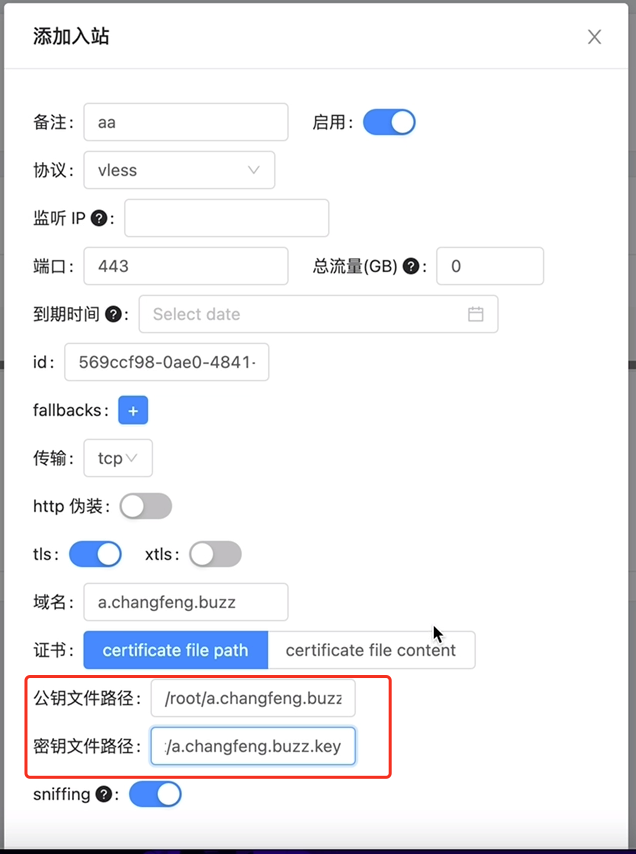 添加入站
备注: aa 启用:
协议: vless
监听 IP ? :
端口: 443 总流量(GB) ? : 0
到期时间 ? : Select date
id: 569ccf98-0ae0-4841-
fallbacks: +
传输: tcp
http 伪装:
tls: xtls:
域名: a.changfeng.buzz
证书: certificate file path certificate file content
公钥文件路径: /root/a.changfeng.buzz
密钥文件路径: /a.changfeng.buzz.key
sniffing ? :